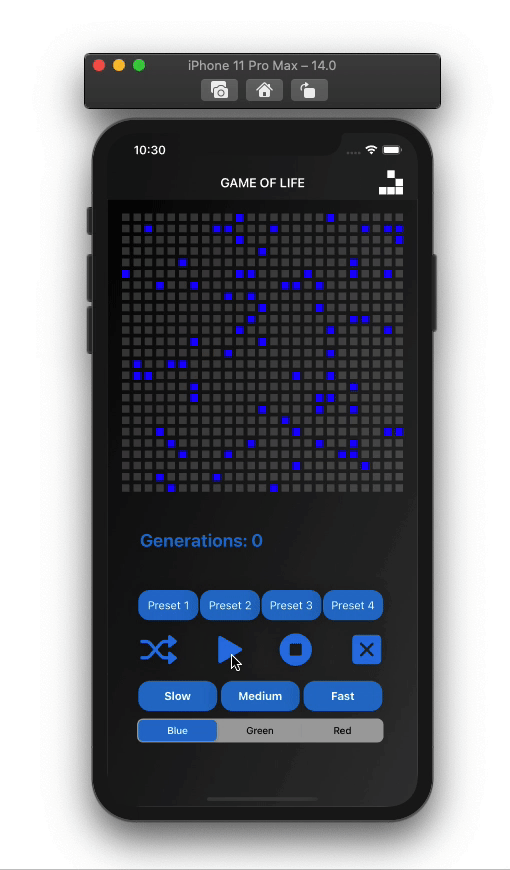 iPhone 11 Pro Max – 14.0
10:30
GAME OF LIFE
Generations: 0
Preset 1 Preset 2 Preset 3 Preset 4
Slow Medium Fast
Blue Green Red